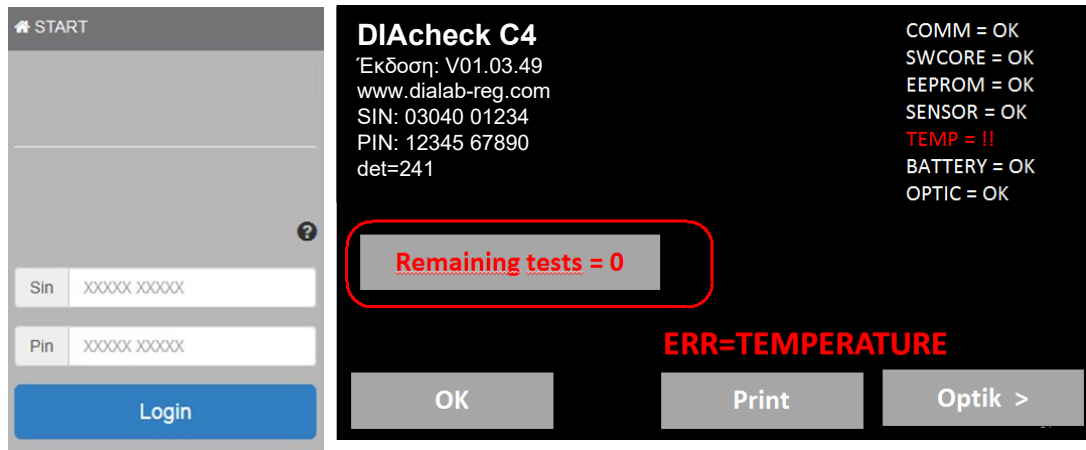 START
Sin XXXXX XXXXX
Pin XXXXX XXXXX
Login
DIAcheck C4
Έκδοση: V01.03.49
www.dialab-reg.com
SIN: 03040 01234
PIN: 12345 67890
det=241
COMM = OK
SWCORE = OK
EEPROM = OK
SENSOR = OK
TEMP = !!
BATTERY = OK
OPTIC = OK
Remaining tests = 0
ERR=TEMPERATURE
OK
Print
Optik >